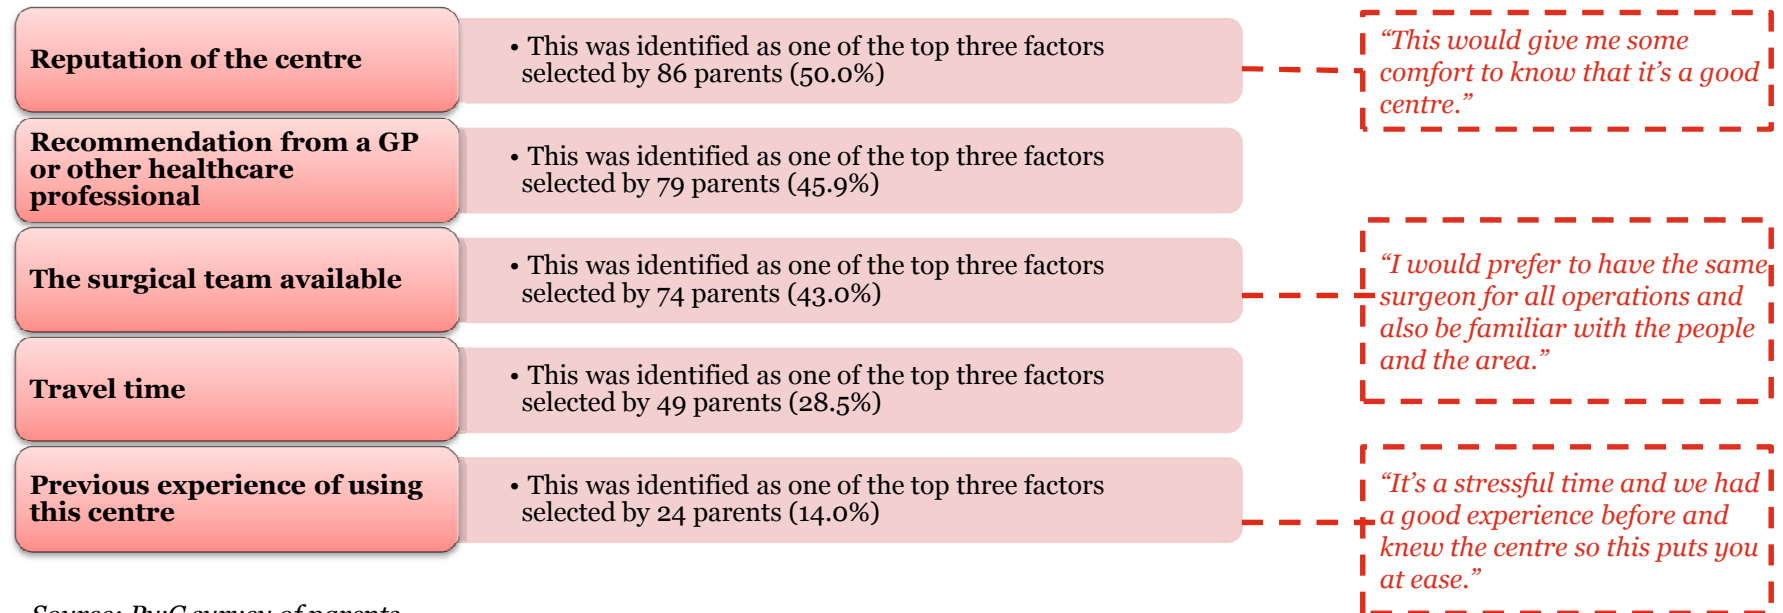 Reputation of the centre
• This was identified as one of the top three factors
selected by 86 parents (50.0%)
“This would give me some
comfort to know that it’s a good
centre.”
Recommendation from a GP
or other healthcare
professional
• This was identified as one of the top three factors
selected by 79 parents (45.9%)
The surgical team available
• This was identified as one of the top three factors
selected by 74 parents (43.0%)
“I would prefer to have the same
surgeon for all operations and
also be familiar with the people
and the area.”
Travel time
• This was identified as one of the top three factors
selected by 49 parents (28.5%)
Previous experience of using
this centre
• This was identified as one of the top three factors
selected by 24 parents (14.0%)
“It’s a stressful time and we had
a good experience before and
knew the centre so this puts you
at ease.”
Source: PwC survey of parents